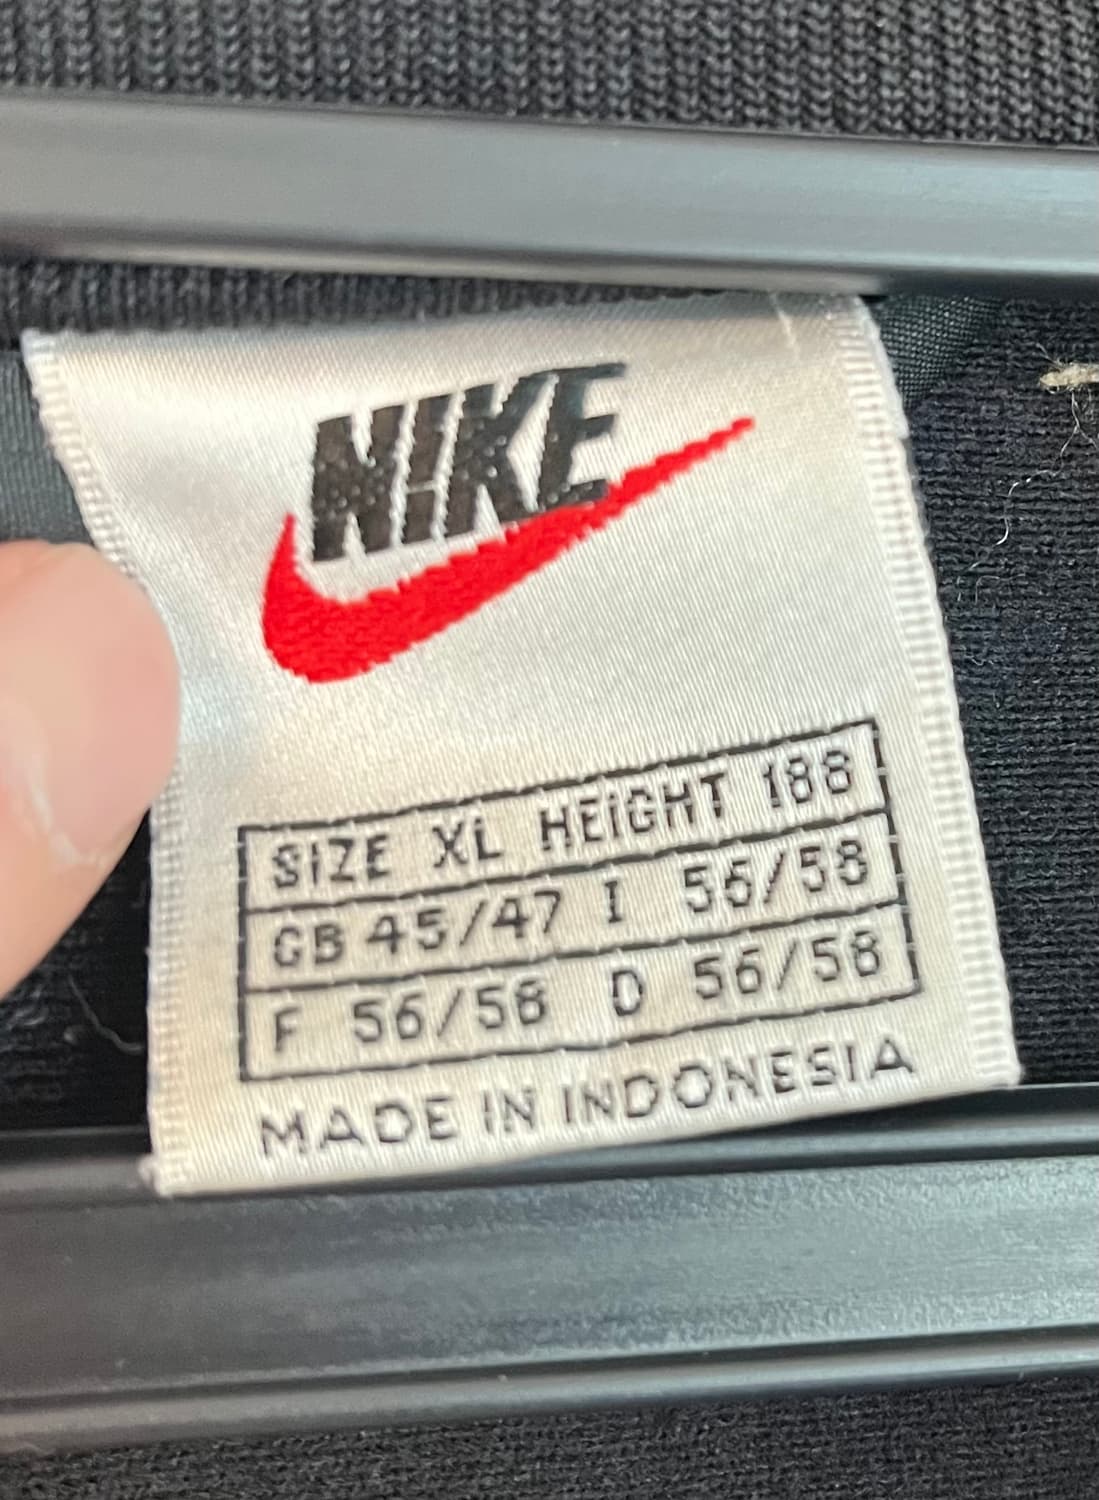 NIKE
SIZE XL HEIGHT 188
GB 45/47 I 56/58
F 56/58 D 56/58
MADE IN INDONESIA